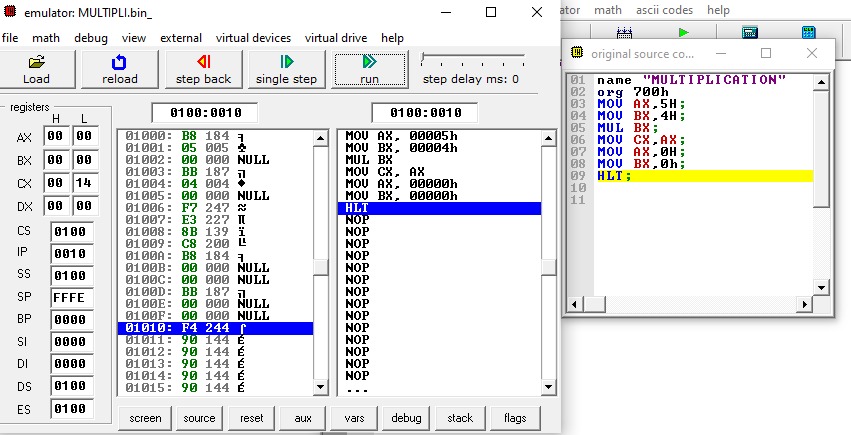 emulator: MULTIPLI.bin_
file math debug view external virtual devices virtual drive help
Load reload step back single step run step delay ms: 0
registers
H L
AX 00 00
BX 00 00
CX 00 14
DX 00 00
CS 0100
IP 0010
SS 0100
SP FFFE
BP 0000
SI 0000
DI 0000
DS 0100
ES 0100
0100:0010
01000: B8 184 ╕
01001: 05 005 ♣
01002: 00 000 NULL
01003: BB 187 ╗
01004: 04 004 ♦
01005: 00 000 NULL
01006: F7 247 ≈
01007: E3 227 π
01008: 8B 139 ï
01009: C8 200 ╚
0100A: B8 184 ╕
0100B: 00 000 NULL
0100C: 00 000 NULL
0100D: BB 187 ╗
0100E: 00 000 NULL
0100F: 00 000 NULL
01010: F4 244 ⌠
01011: 90 144 É
01012: 90 144 É
01013: 90 144 É
01014: 90 144 É
01015: 90 144 É
0100:0010
MOV AX, 00005h
MOV BX, 00004h
MUL BX
MOV CX, AX
MOV AX, 00000h
MOV BX, 00000h
HLT
NOP
NOP
NOP
NOP
NOP
NOP
NOP
NOP
NOP
NOP
NOP
NOP
NOP
NOP
...
screen source reset aux vars debug stack flags
ator math ascii codes help
original source co...
01 name "MULTIPLICATION"
02 org 700h
03 MOV AX,5H;
04 MOV BX,4H;
05 MUL BX;
06 MOV CX,AX;
07 MOV AX,0H;
08 MOV BX,0h;
09 HLT;
10
11